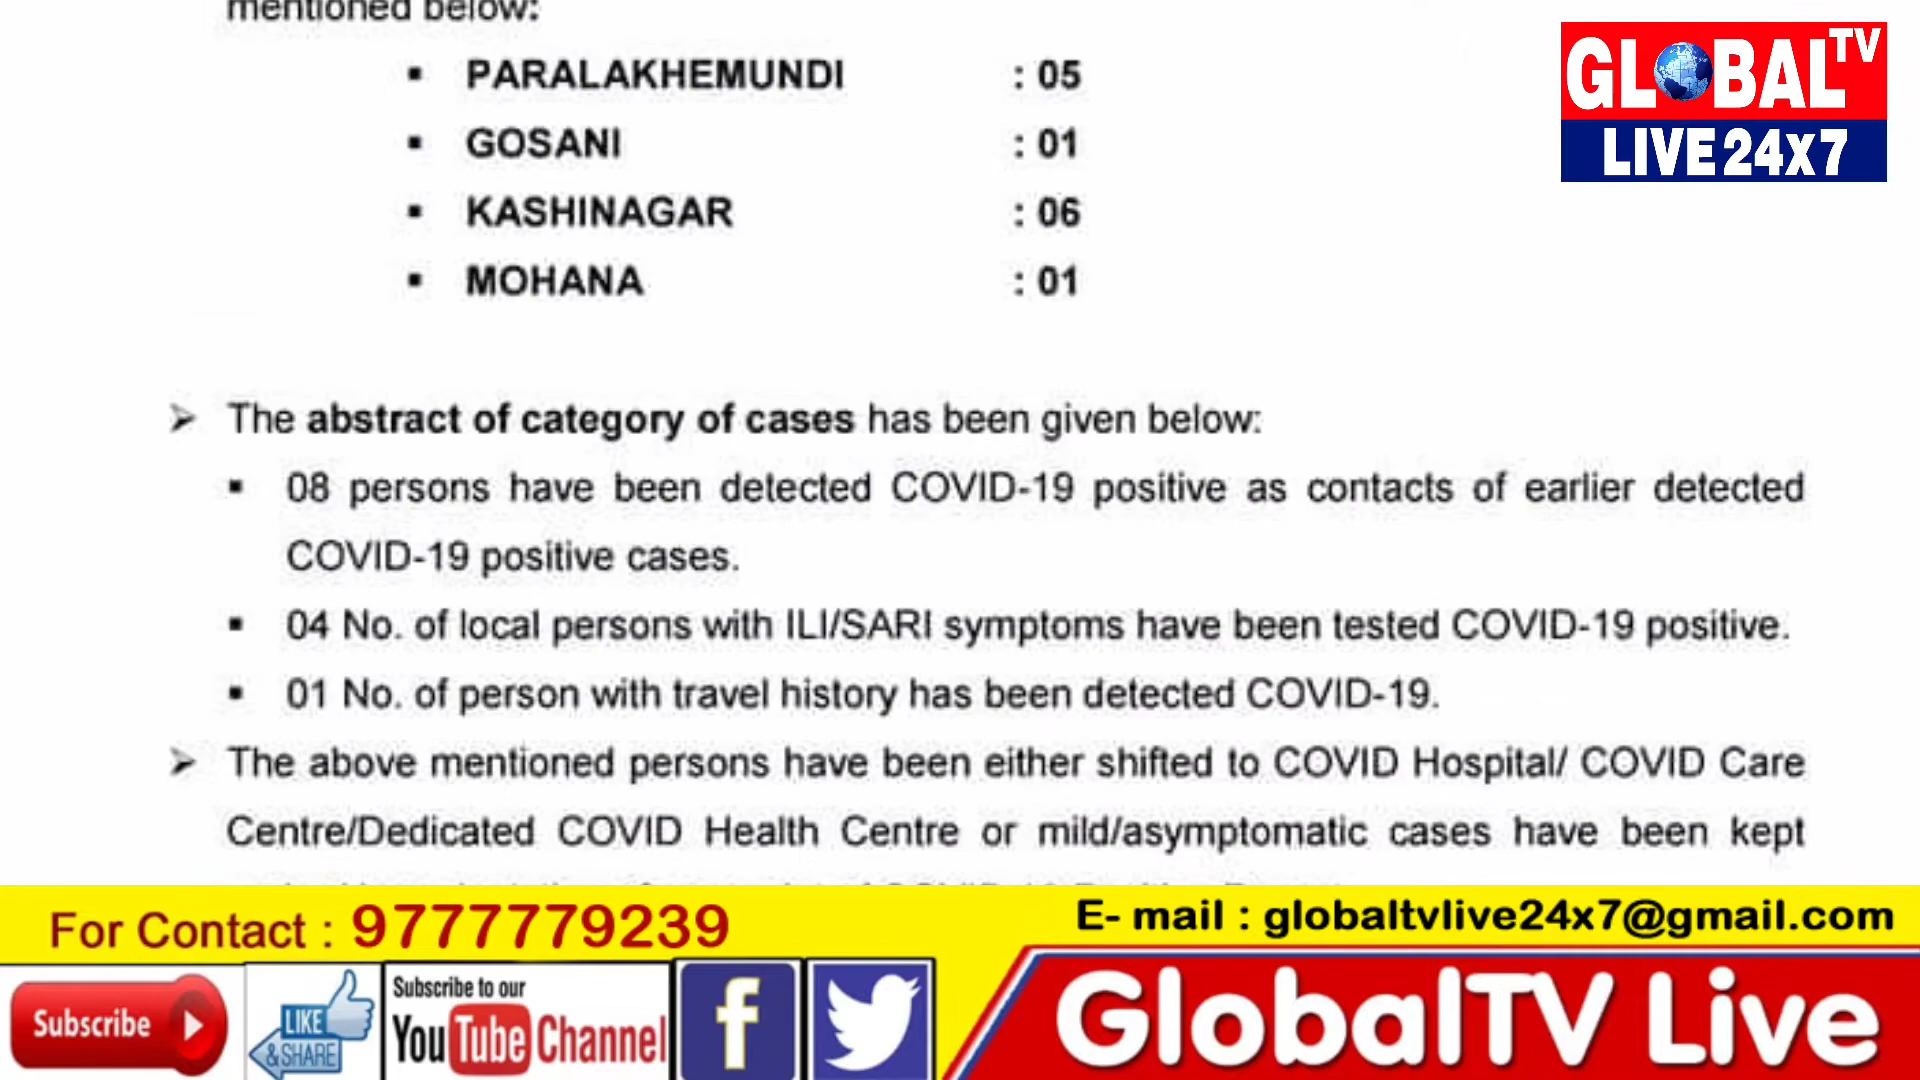 mentioned below:
▪ PARALAKHEMUNDI : 05
▪ GOSANI : 01
▪ KASHINAGAR : 06
▪ MOHANA : 01
➢ The abstract of category of cases has been given below:
▪ 08 persons have been detected COVID-19 positive as contacts of earlier detected
COVID-19 positive cases.
▪ 04 No. of local persons with ILI/SARI symptoms have been tested COVID-19 positive.
▪ 01 No. of person with travel history has been detected COVID-19.
➢ The above mentioned persons have been either shifted to COVID Hospital/ COVID Care
Centre/Dedicated COVID Health Centre or mild/asymptomatic cases have been kept
GLOBAL TV
LIVE 24x7
For Contact : 9777779239
E- mail : globaltvlive24x7@gmail.com
Subscribe
LIKE
& SHARE
Subscribe to our
YouTube Channel
f
GlobalTV Live